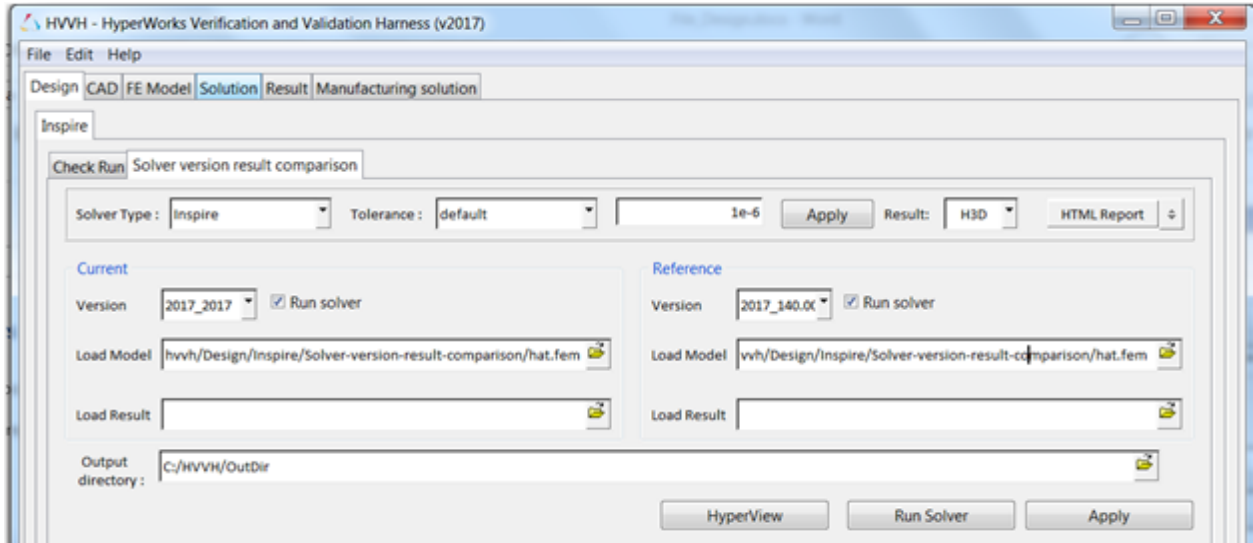 HVVH - HyperWorks Verification and Validation Harness (v2017)
File Edit Help
Design CAD FE Model Solution Result Manufacturing solution
Inspire
Check Run Solver version result comparison
Solver Type : Inspire Tolerance : default 1e-6 Apply Result: H3D HTML Report
Current Reference
Version 2017_2017 Run solver Version 2017_140.00 Run solver
Load Model hvvh/Design/Inspire/Solver-version-result-comparison/hat.fem Load Model vvh/Design/Inspire/Solver-version-result-comparison/hat.fem
Load Result Load Result
Output
directory : C:/HVVH/OutDir
HyperView Run Solver Apply